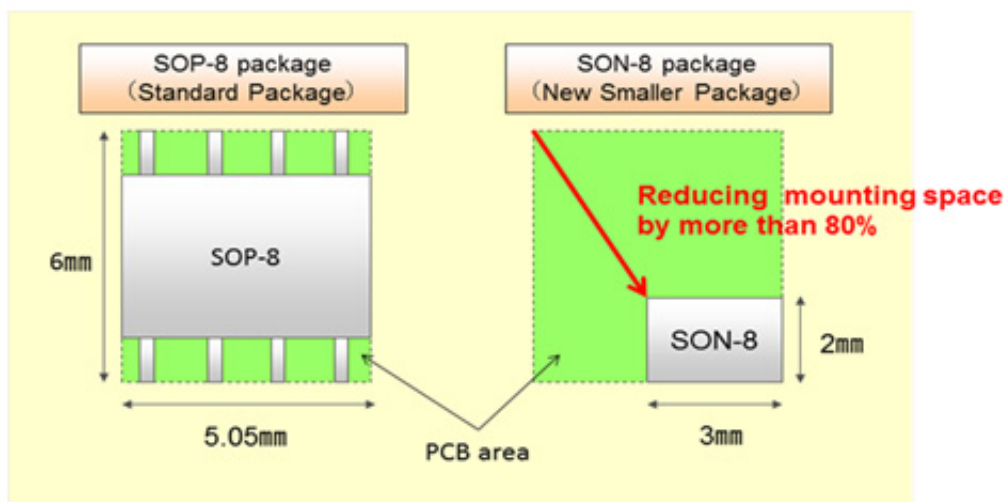 SOP-8 package
（Standard Package）
SON-8 package
（New Smaller Package）
Reducing mounting space
by more than 80%
6㎜
SOP-8
SON-8
2㎜
5.05㎜
3㎜
PCB area